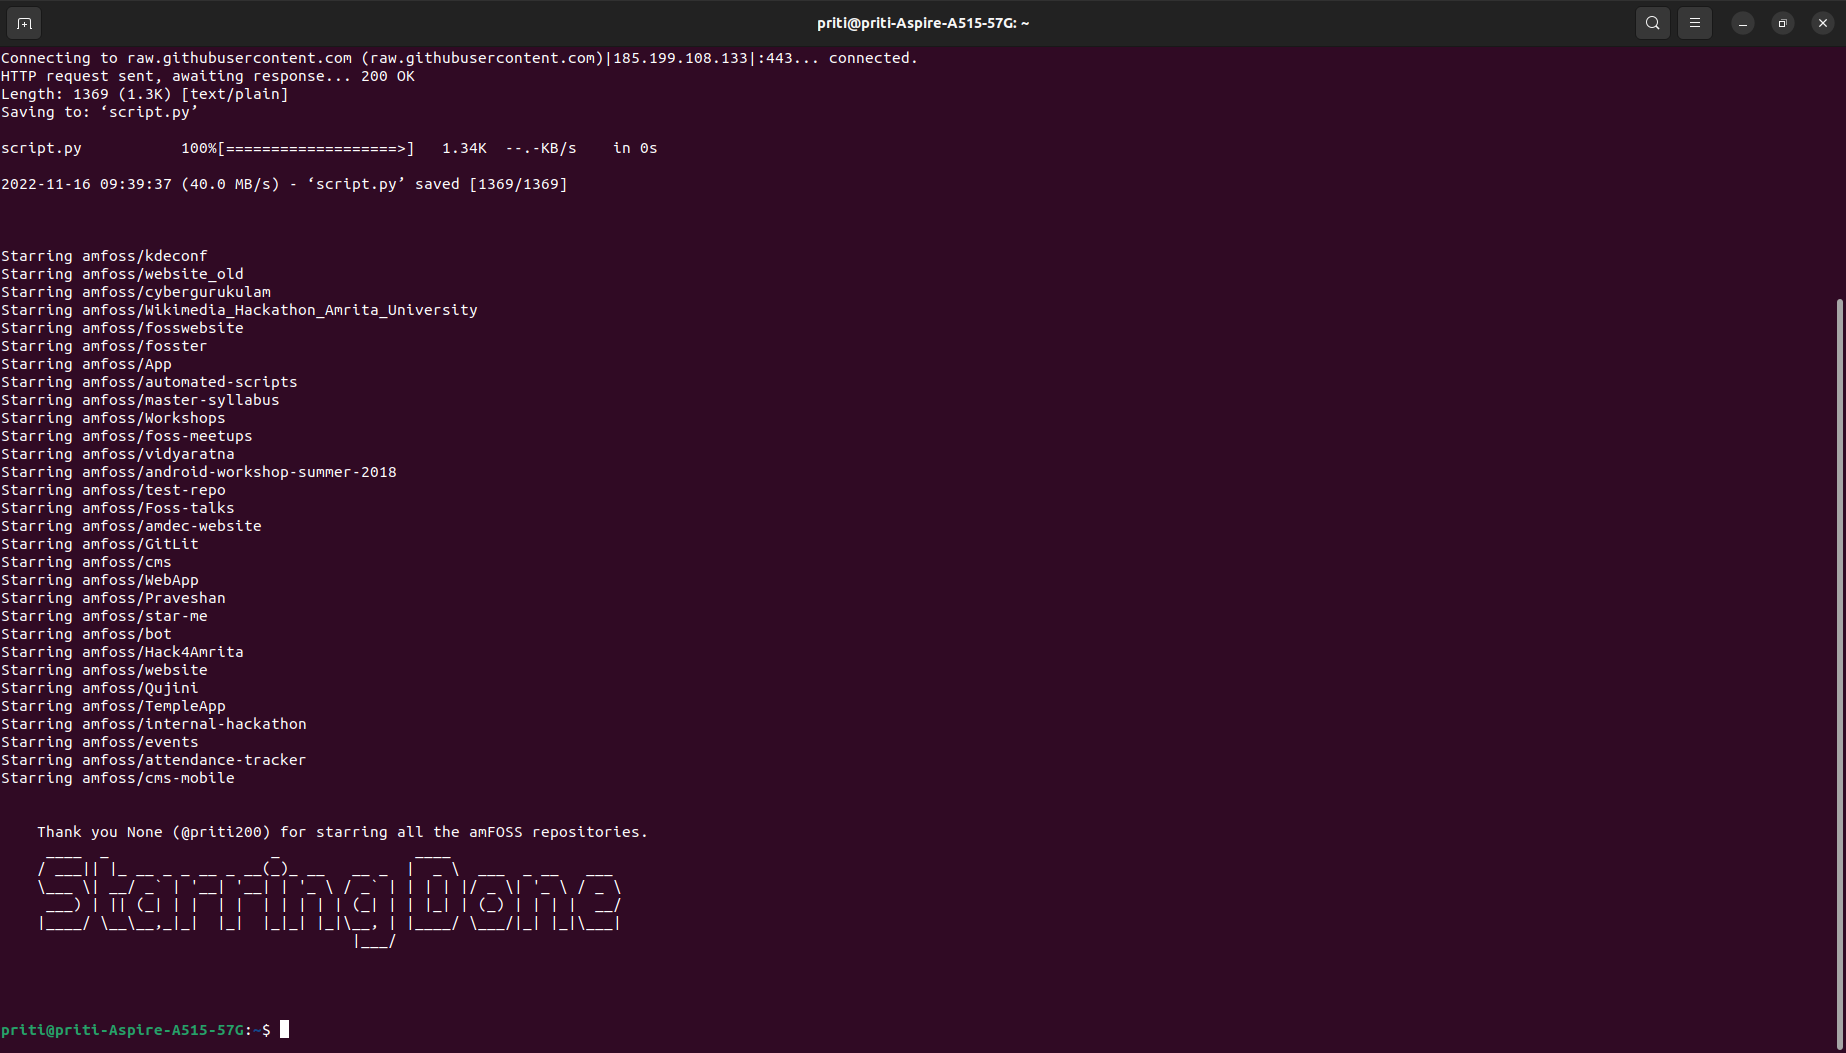 priti@priti-Aspire-A515-57G: ~
Connecting to raw.githubusercontent.com (raw.githubusercontent.com)|185.199.108.133|:443... connected.
HTTP request sent, awaiting response... 200 OK
Length: 1369 (1.3K) [text/plain]
Saving to: ‘script.py’
script.py           100%[===================>]   1.34K  --.-KB/s    in 0s
2022-11-16 09:39:37 (40.0 MB/s) - ‘script.py’ saved [1369/1369]
Starring amfoss/kdeconf
Starring amfoss/website_old
Starring amfoss/cybergurukulam
Starring amfoss/Wikimedia_Hackathon_Amrita_University
Starring amfoss/fosswebsite
Starring amfoss/fosster
Starring amfoss/App
Starring amfoss/automated-scripts
Starring amfoss/master-syllabus
Starring amfoss/Workshops
Starring amfoss/foss-meetups
Starring amfoss/vidyaratna
Starring amfoss/android-workshop-summer-2018
Starring amfoss/test-repo
Starring amfoss/Foss-talks
Starring amfoss/amdec-website
Starring amfoss/GitLit
Starring amfoss/cms
Starring amfoss/WebApp
Starring amfoss/Praveshan
Starring amfoss/star-me
Starring amfoss/bot
Starring amfoss/Hack4Amrita
Starring amfoss/website
Starring amfoss/Qujini
Starring amfoss/TempleApp
Starring amfoss/internal-hackathon
Starring amfoss/events
Starring amfoss/attendance-tracker
Starring amfoss/cms-mobile
Thank you None (@priti200) for starring all the amFOSS repositories.
StarringDone
priti@priti-Aspire-A515-57G:~$